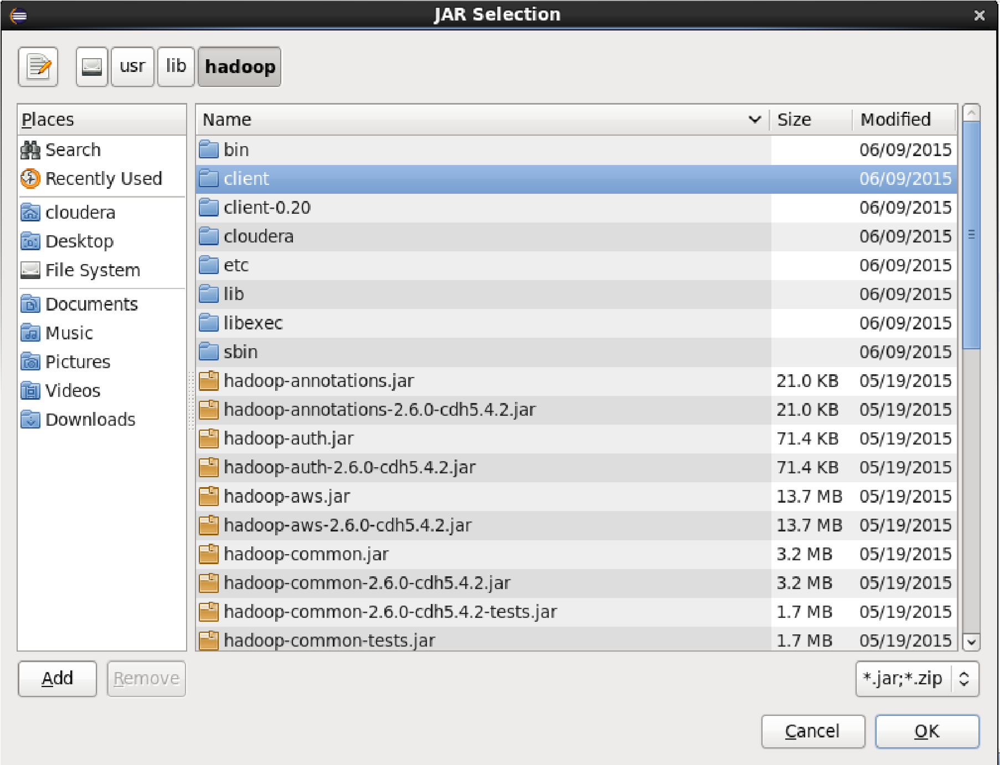 JAR Selection
usr lib hadoop
Places
Search
Recently Used
cloudera
Desktop
File System
Documents
Music
Pictures
Videos
Downloads
Name Size Modified
bin 06/09/2015
client 06/09/2015
client-0.20 06/09/2015
cloudera 06/09/2015
etc 06/09/2015
lib 06/09/2015
libexec 06/09/2015
sbin 06/09/2015
hadoop-annotations.jar 21.0 KB 05/19/2015
hadoop-annotations-2.6.0-cdh5.4.2.jar 21.0 KB 05/19/2015
hadoop-auth.jar 71.4 KB 05/19/2015
hadoop-auth-2.6.0-cdh5.4.2.jar 71.4 KB 05/19/2015
hadoop-aws.jar 13.7 MB 05/19/2015
hadoop-aws-2.6.0-cdh5.4.2.jar 13.7 MB 05/19/2015
hadoop-common.jar 3.2 MB 05/19/2015
hadoop-common-2.6.0-cdh5.4.2.jar 3.2 MB 05/19/2015
hadoop-common-2.6.0-cdh5.4.2-tests.jar 1.7 MB 05/19/2015
hadoop-common-tests.jar 1.7 MB 05/19/2015
Add Remove *.jar;*.zip
Cancel OK